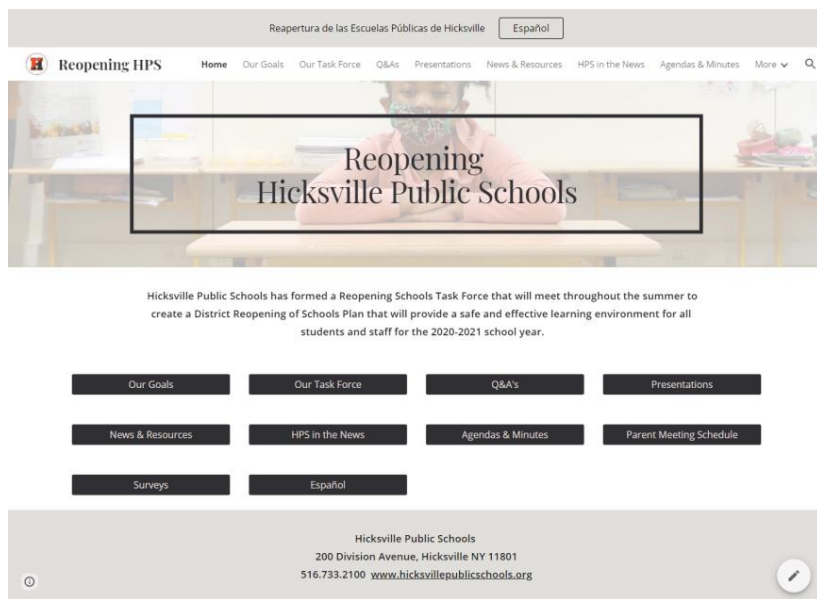 Reapertura de las Escuelas Públicas de Hicksville Español
H Reopening HPS Home Our Goals Our Task Force Q&As Presentations News & Resources HPS in the News Agendas & Minutes More
Reopening
Hicksville Public Schools
Hicksville Public Schools has formed a Reopening Schools Task Force that will meet throughout the summer to
create a District Reopening of Schools Plan that will provide a safe and effective learning environment for all
students and staff for the 2020-2021 school year.
Our Goals Our Task Force Q&A's Presentations
News & Resources HPS in the News Agendas & Minutes Parent Meeting Schedule
Surveys Español
Hicksville Public Schools
200 Division Avenue, Hicksville NY 11801
516.733.2100 www.hicksvillepublicschools.org